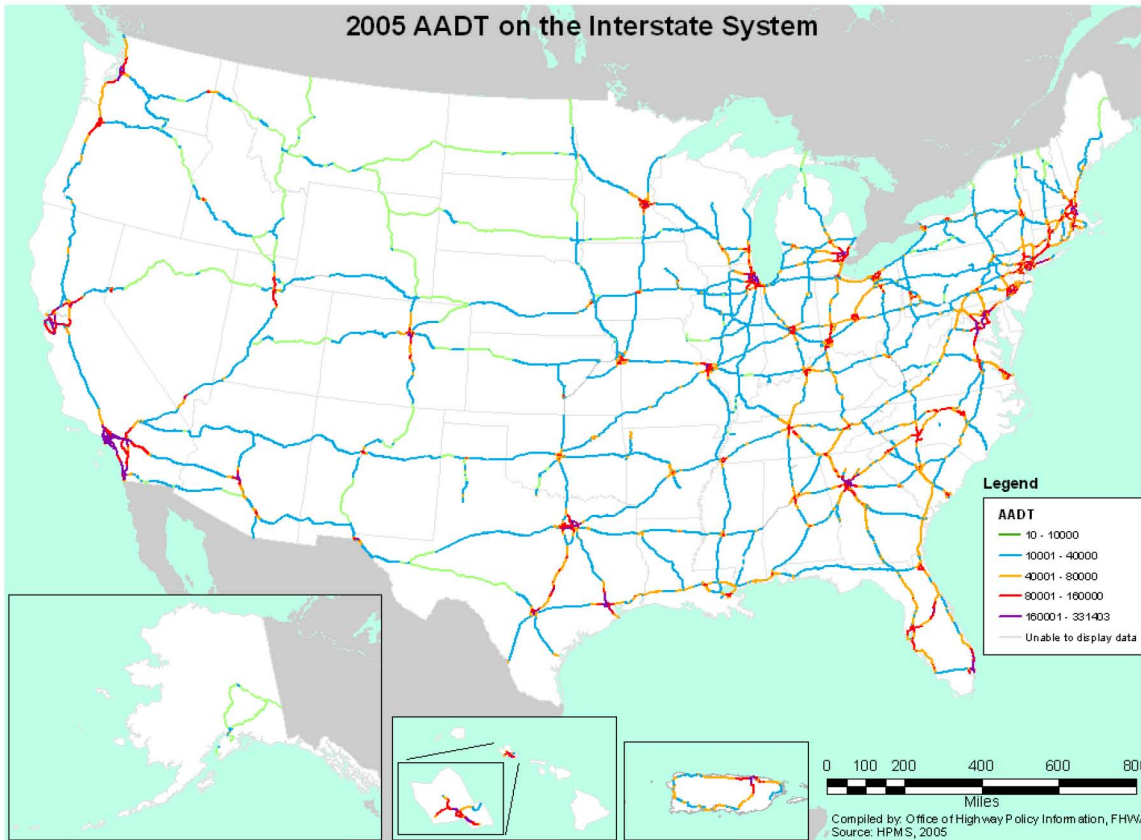 2005 AADT on the Interstate System
Legend
AADT
10 - 10000
10001 - 40000
40001 - 80000
80001 - 160000
160001 - 331403
Unable to display data
0 100 200 400 600 800
Miles
Compiled by: Office of Highway Policy Information, FHWA
Source: HPMS, 2005